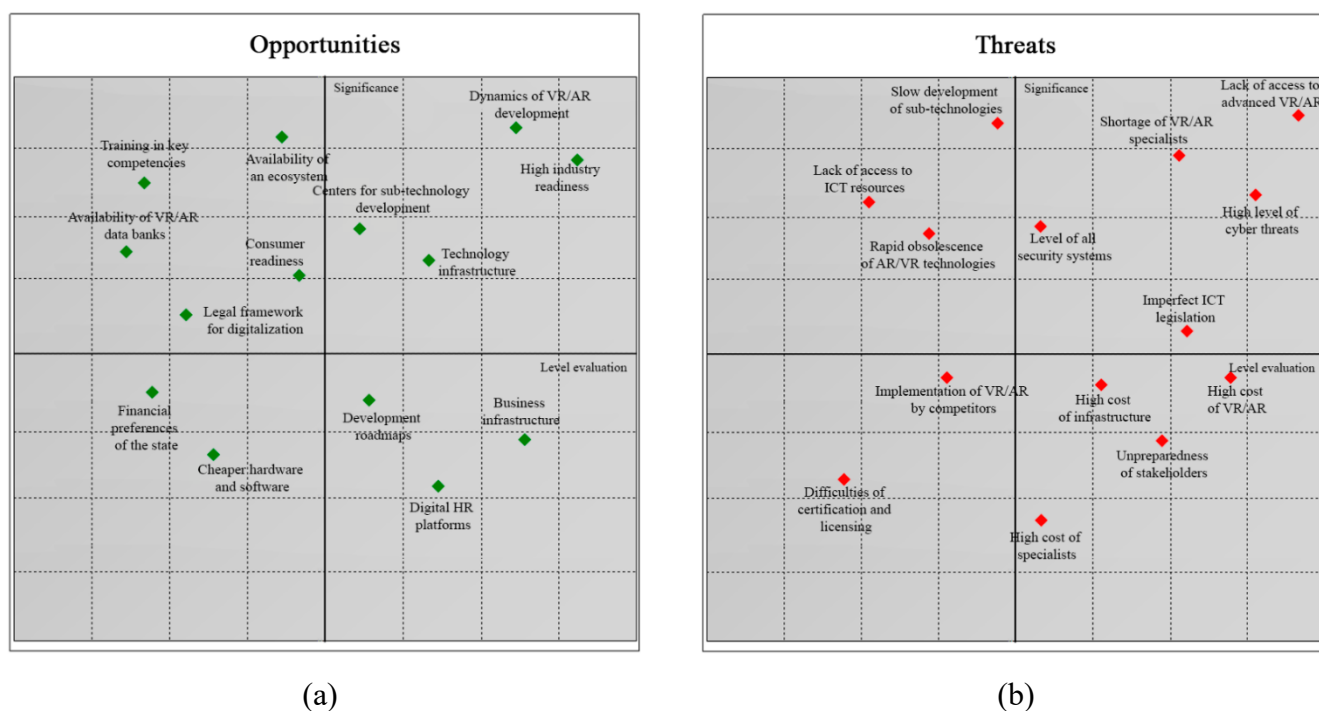 Opportunities
Significance
Dynamics of VR/AR
development
Training in key
competencies
Availability of
an ecosystem
High industry
readiness
Centers for sub-technology
development
Availability of VR/AR
data banks
Consumer
readiness
Technology
infrastructure
Legal framework
for digitalization
Level evaluation
Financial
preferences
of the state
Development
roadmaps
Business
infrastructure
Cheaper hardware
and software
Digital HR
platforms
(a)
Threats
Significance
Slow development
of sub-technologies
Lack of access to
advanced VR/AR
Shortage of VR/AR
specialists
Lack of access to
ICT resources
High level of
cyber threats
Rapid obsolescence
of AR/VR technologies
Level of all
security systems
Imperfect ICT
legislation
Level evaluation
Implementation of VR/AR
by competitors
High cost
of infrastructure
High cost
of VR/AR
Unpreparedness
of stakeholders
Difficulties of
certification and
licensing
High cost of
specialists
(b)